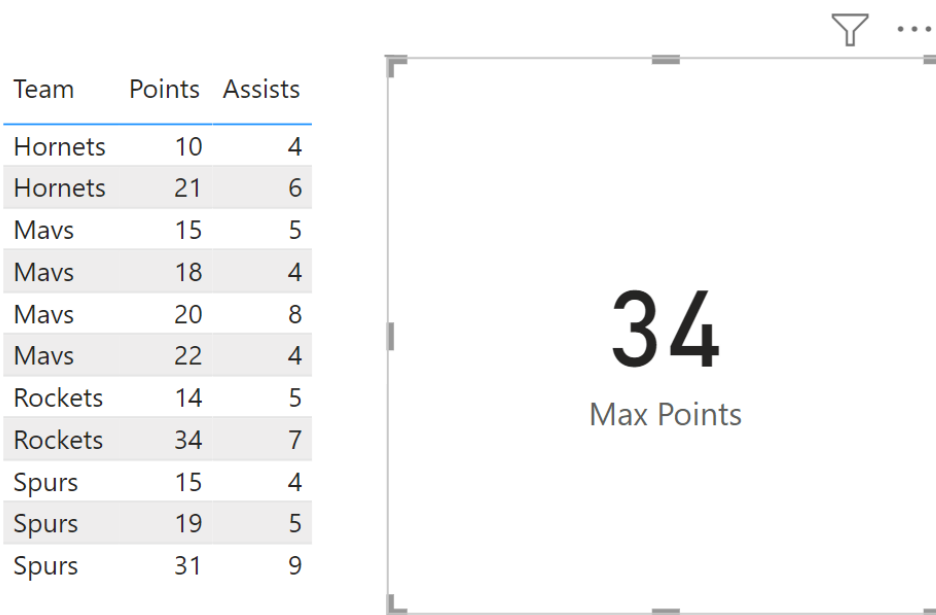 Team Points Assists
Hornets 10 4
Hornets 21 6
Mavs 15 5
Mavs 18 4
Mavs 20 8
Mavs 22 4
Rockets 14 5
Rockets 34 7
Spurs 15 4
Spurs 19 5
Spurs 31 9
34
Max Points